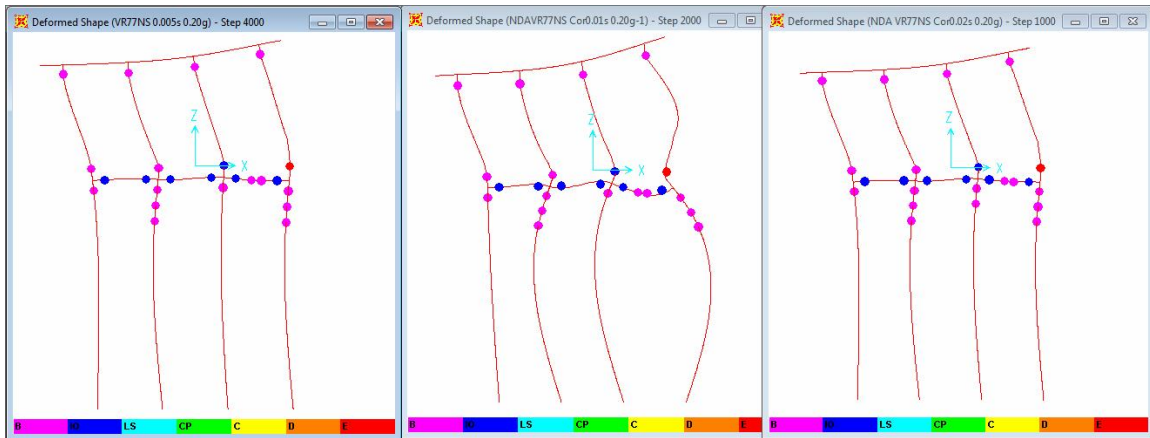 Deformed Shape (VR77NS 0.005s 0.20g) - Step 4000
Z
X
B IO LS CP C D E
Deformed Shape (NDAVR77NS Cor0.01s 0.20g-1) - Step 2000
Z
X
B IO LS CP C D E
Deformed Shape (NDA VR77NS Cor0.02s 0.20g) - Step 1000
Z
X
B IO LS CP C D E